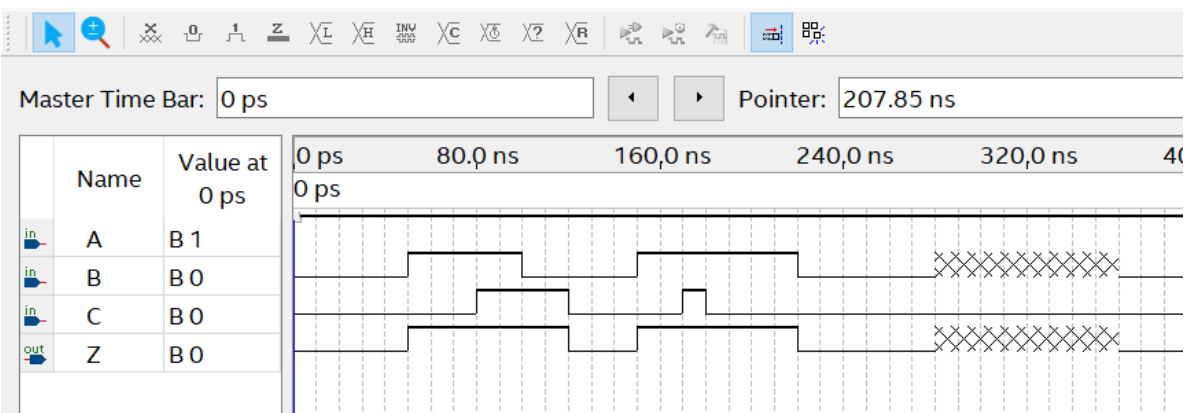 Z L H INV C ? R
Master Time Bar: 0 ps Pointer: 207.85 ns
Name Value at 0 ps
0 ps 80.0 ns 160.0 ns 240.0 ns 320.0 ns 40
0 ps
in A B 1
in B B 0
in C B 0
out Z B 0